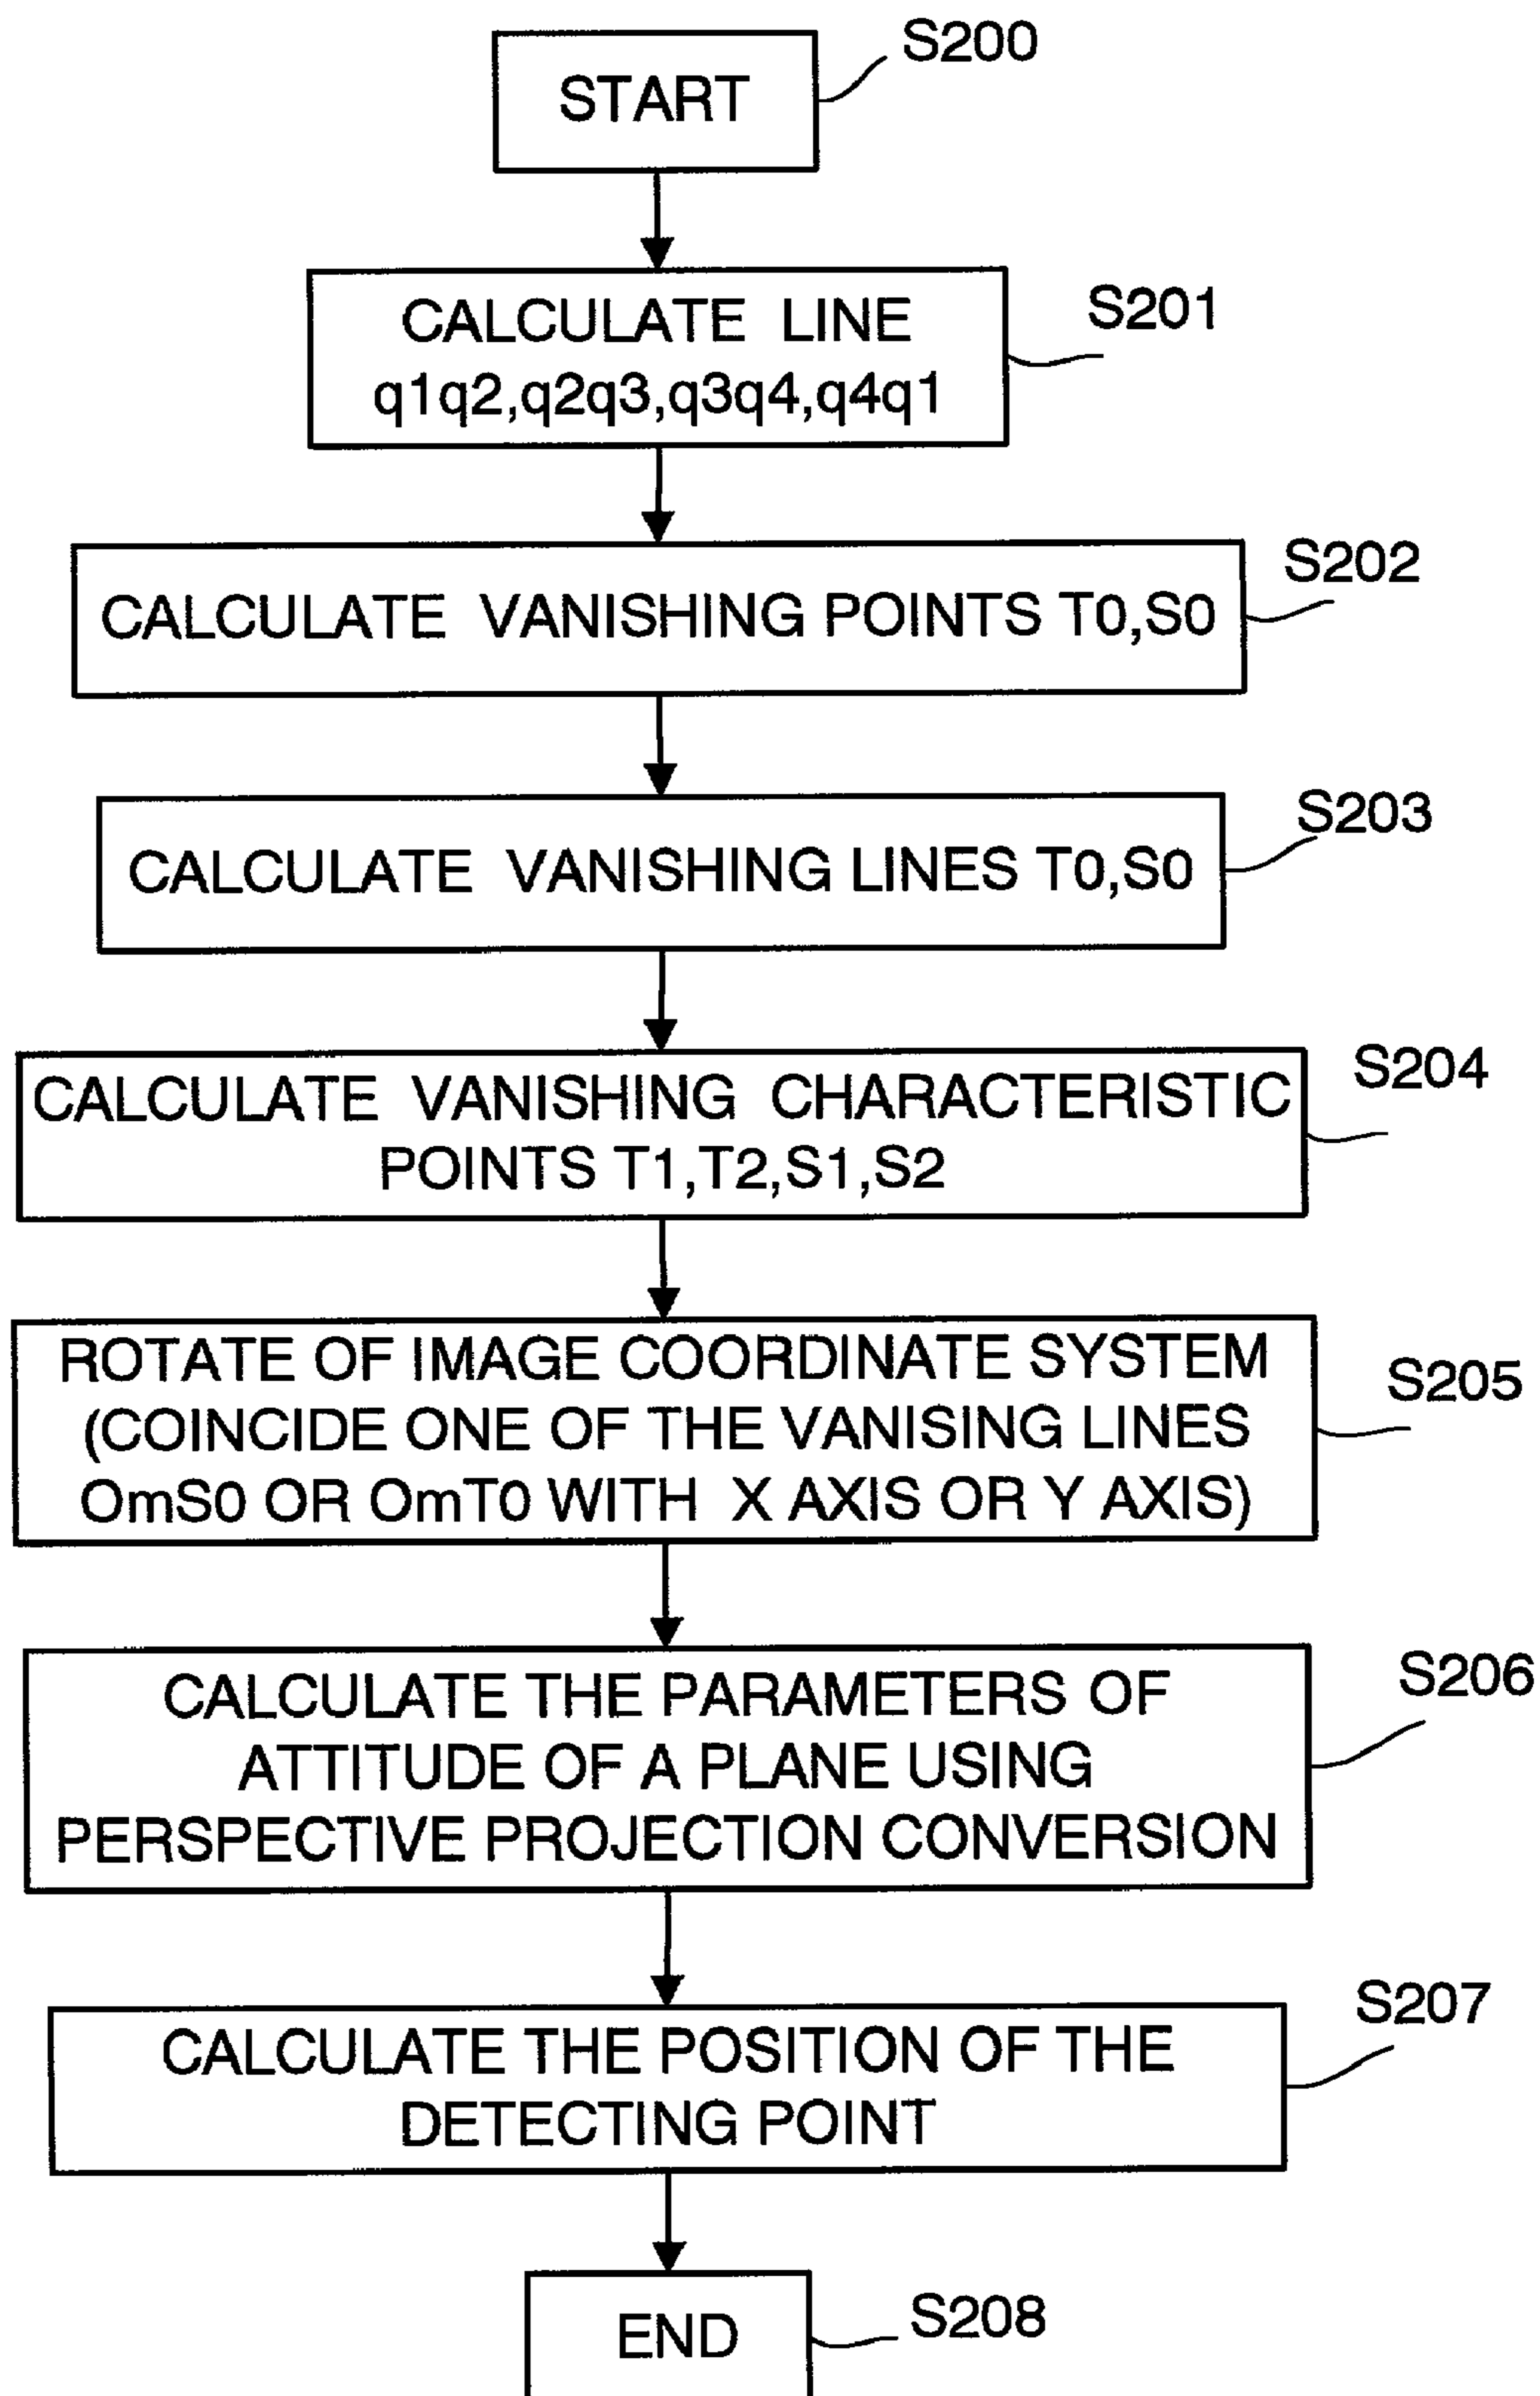 START
S200
CALCULATE LINE
q1q2,q2q3,q3q4,q4q1
S201
CALCULATE VANISHING POINTS T0,S0
S202
CALCULATE VANISHING LINES T0,S0
S203
CALCULATE VANISHING CHARACTERISTIC
POINTS T1,T2,S1,S2
S204
ROTATE OF IMAGE COORDINATE SYSTEM
(COINCIDE ONE OF THE VANISING LINES
OmS0 OR OmT0 WITH X AXIS OR Y AXIS)
S205
CALCULATE THE PARAMETERS OF
ATTITUDE OF A PLANE USING
PERSPECTIVE PROJECTION CONVERSION
S206
CALCULATE THE POSITION OF THE
DETECTING POINT
S207
END
S208